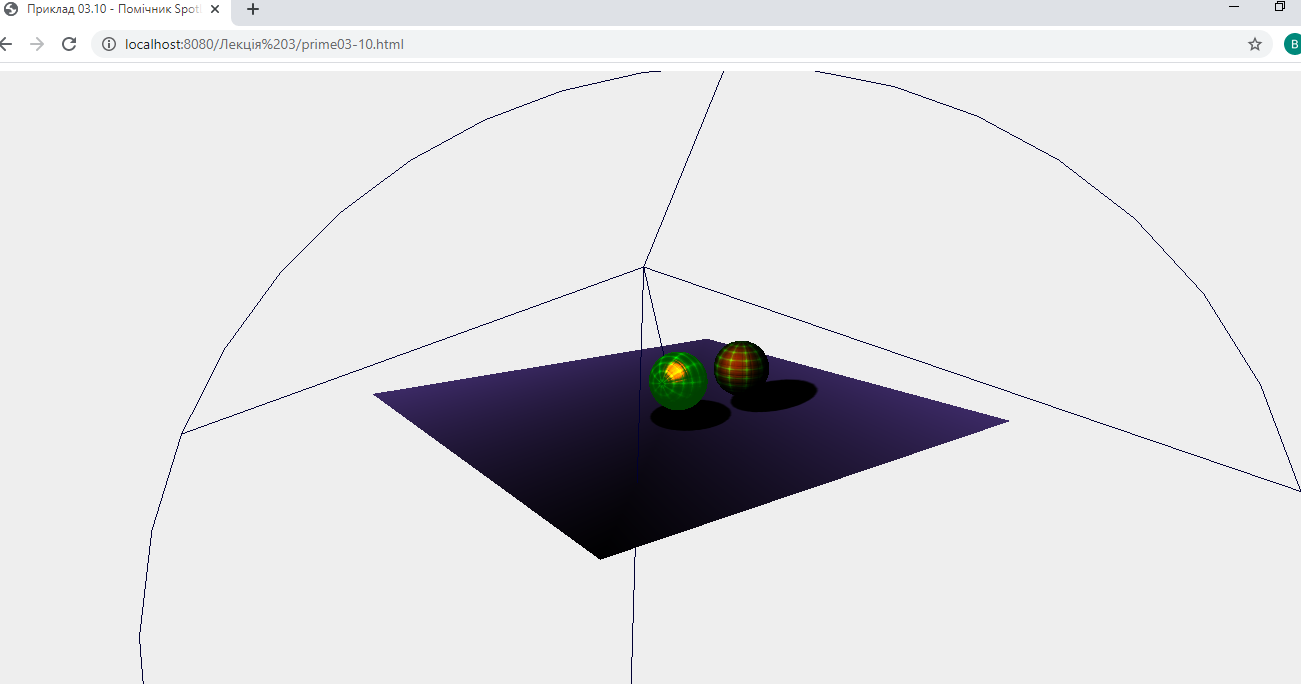 Приклад 03.10 - Помічник Spot
localhost:8080/Лекція%203/prime03-10.html
B